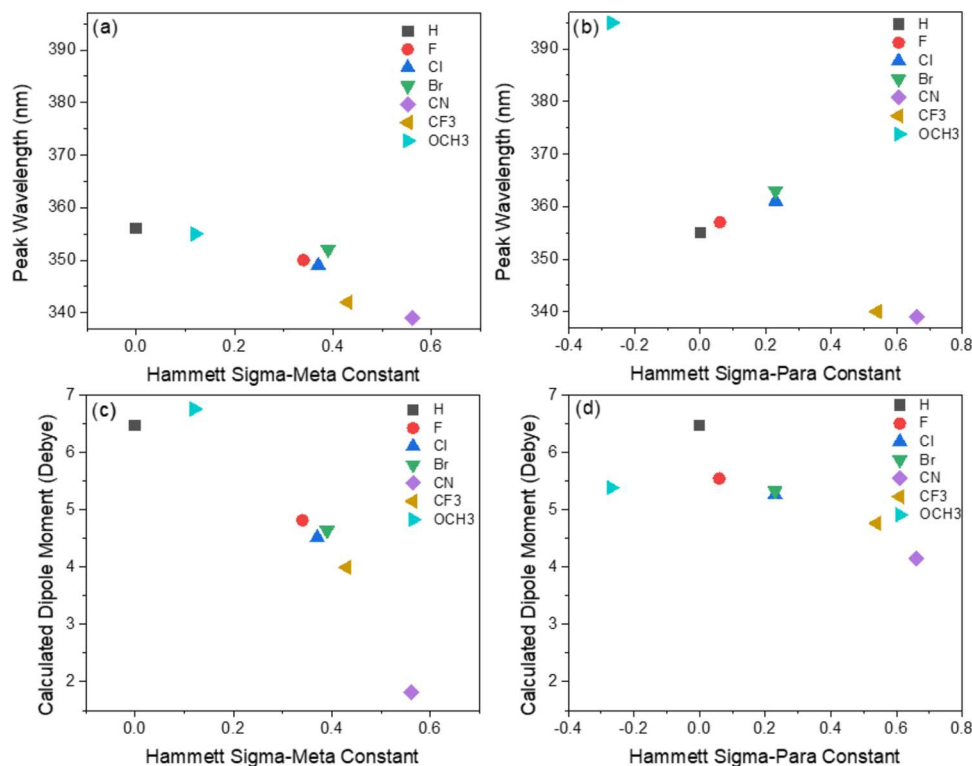 (a)
H
F
Cl
Br
CN
CF3
OCH3
390
380
370
360
350
340
Peak Wavelength (nm)
0.0 0.2 0.4 0.6
Hammett Sigma-Meta Constant
(b)
H
F
Cl
Br
CN
CF3
OCH3
390
380
370
360
350
340
Peak Wavelength (nm)
-0.4 -0.2 0.0 0.2 0.4 0.6 0.8
Hammett Sigma-Para Constant
(c)
H
F
Cl
Br
CN
CF3
OCH3
7
6
5
4
3
2
Calculated Dipole Moment (Debye)
0.0 0.2 0.4 0.6
Hammett Sigma-Meta Constant
(d)
H
F
Cl
Br
CN
CF3
OCH3
7
6
5
4
3
2
Calculated Dipole Moment (Debye)
-0.4 -0.2 0.0 0.2 0.4 0.6 0.8
Hammett Sigma-Para Constant